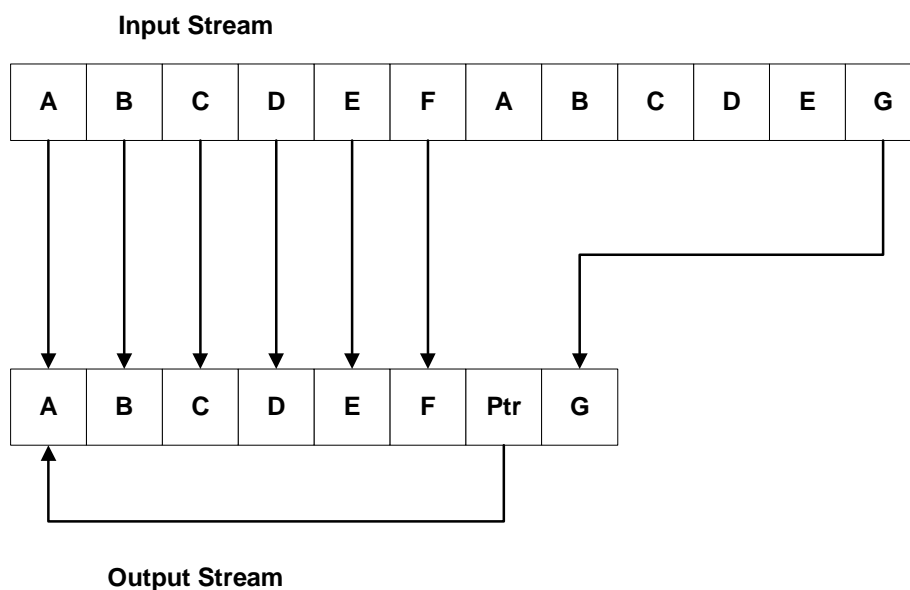 Input Stream
A B C D E F A B C D E G
A B C D E F Ptr G
Output Stream